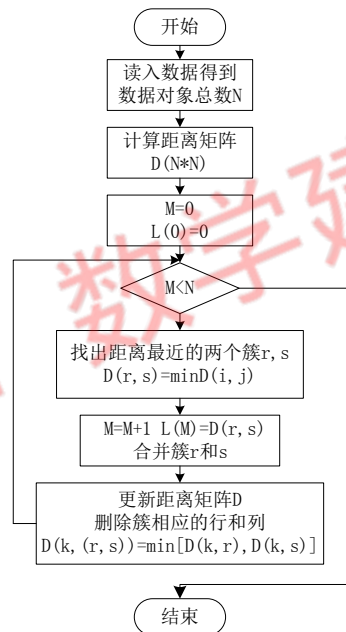 开始
读入数据得到
数据对象总数N
计算距离矩阵
D(N*N)
M=0
L(0)=0
M<N
找出距离最近的两个簇r,s
D(r,s)=minD(i,j)
M=M+1 L(M)=D(r,s)
合并簇r和s
更新距离矩阵D
删除簇相应的行和列
D(k,(r,s))=min[D(k,r),D(k,s)]
结束
数学